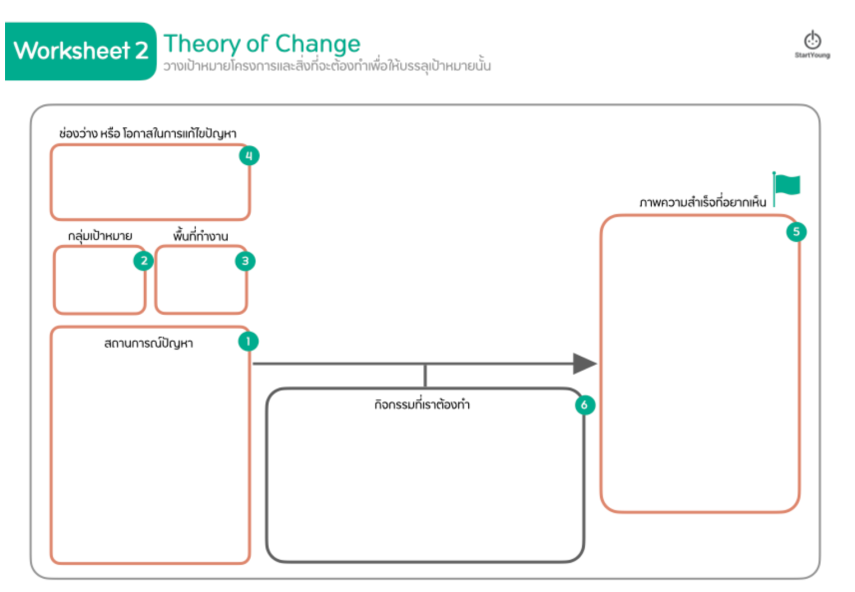 Worksheet 2
Theory of Change
วางเป้าหมายโครงการและสิ่งที่จะต้องทำเพื่อให้บรรลุเป้าหมายนั้น
StartYoung
ช่องว่าง หรือ โอกาสในการแก้ไขปัญหา
4
ภาพความสำเร็จที่อยากเห็น
5
กลุ่มเป้าหมาย
2
พื้นที่ทำงาน
3
สถานการณ์ปัญหา
1
กิจกรรมที่เราต้องทำ
6